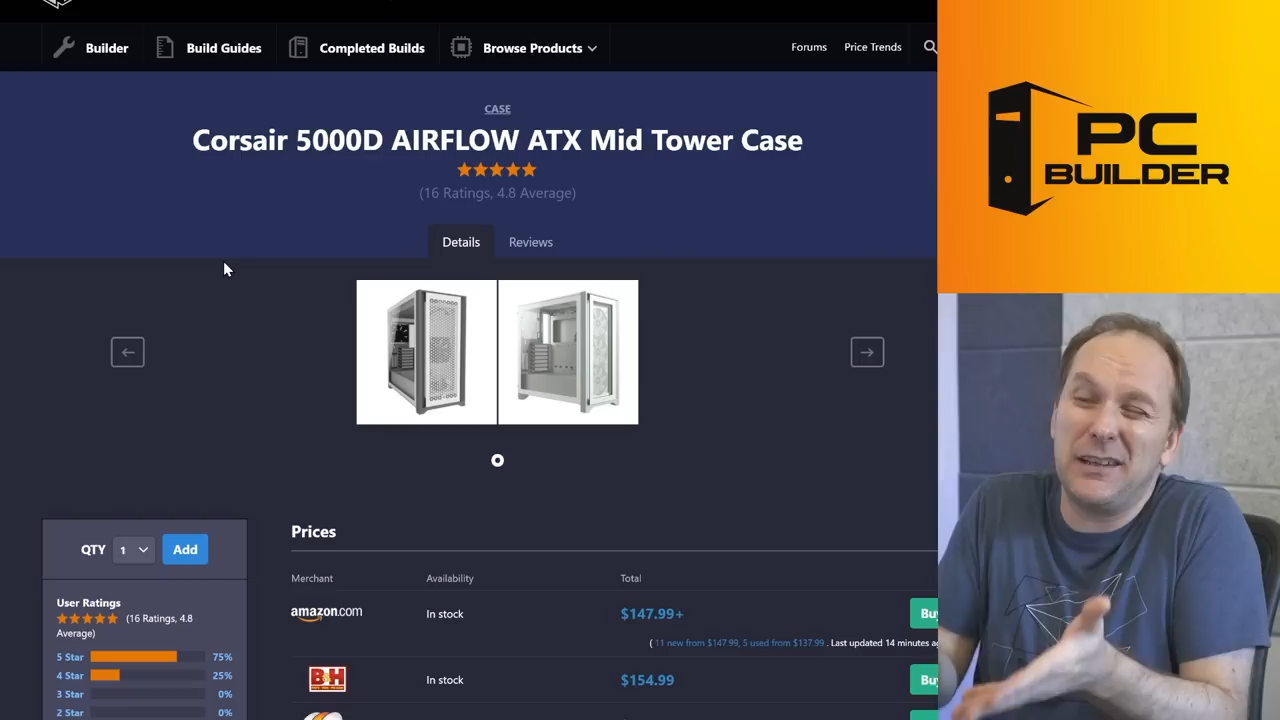 Builder
Build Guides
Completed Builds
Browse Products
Forums
Price Trends
CASE
Corsair 5000D AIRFLOW ATX Mid Tower Case
(16 Ratings, 4.8 Average)
Details
Reviews
QTY 1 Add
User Ratings
(16 Ratings, 4.8
Average)
5 Star 75%
4 Star 25%
3 Star 0%
2 Star 0%
Prices
Merchant Availability Total
amazon.com In stock $147.99+
( 11 new from $147.99, 5 used from $137.99 . Last updated 14 minutes
B&H In stock $154.99
PC
BUILDER